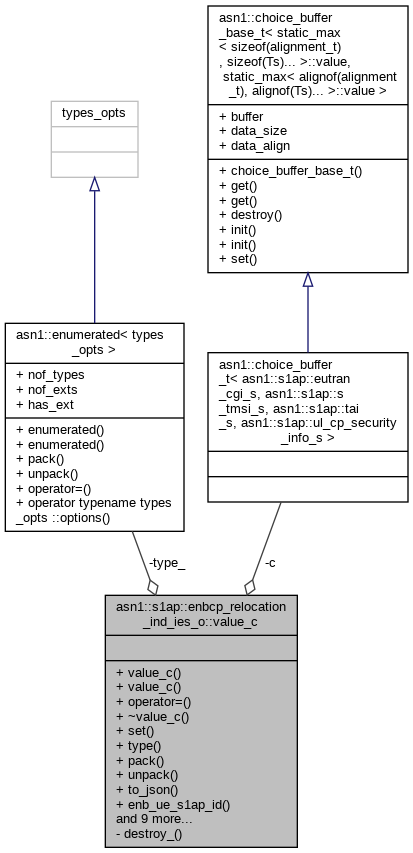 asn1::choice_buffer
_base_t< static_max
< sizeof(alignment_t)
, sizeof(Ts)... >::value,
static_max< alignof(alignment
_t), alignof(Ts)... >::value >
+ buffer
+ data_size
+ data_align
+ choice_buffer_base_t()
+ get()
+ get()
+ destroy()
+ init()
+ init()
+ set()
types_opts
asn1::enumerated< types
_opts >
+ nof_types
+ nof_exts
+ has_ext
+ enumerated()
+ enumerated()
+ pack()
+ unpack()
+ operator=()
+ operator typename types
_opts ::options()
asn1::choice_buffer
_t< asn1::s1ap::eutran
_cgi_s, asn1::s1ap::s
_tmsi_s, asn1::s1ap::tai
_s, asn1::s1ap::ul_cp_security
_info_s >
-type_
-c
asn1::s1ap::enbcp_relocation
_ind_ies_o::value_c
+ value_c()
+ value_c()
+ operator=()
+ ~value_c()
+ set()
+ type()
+ pack()
+ unpack()
+ to_json()
+ enb_ue_s1ap_id()
and 9 more...
- destroy_()